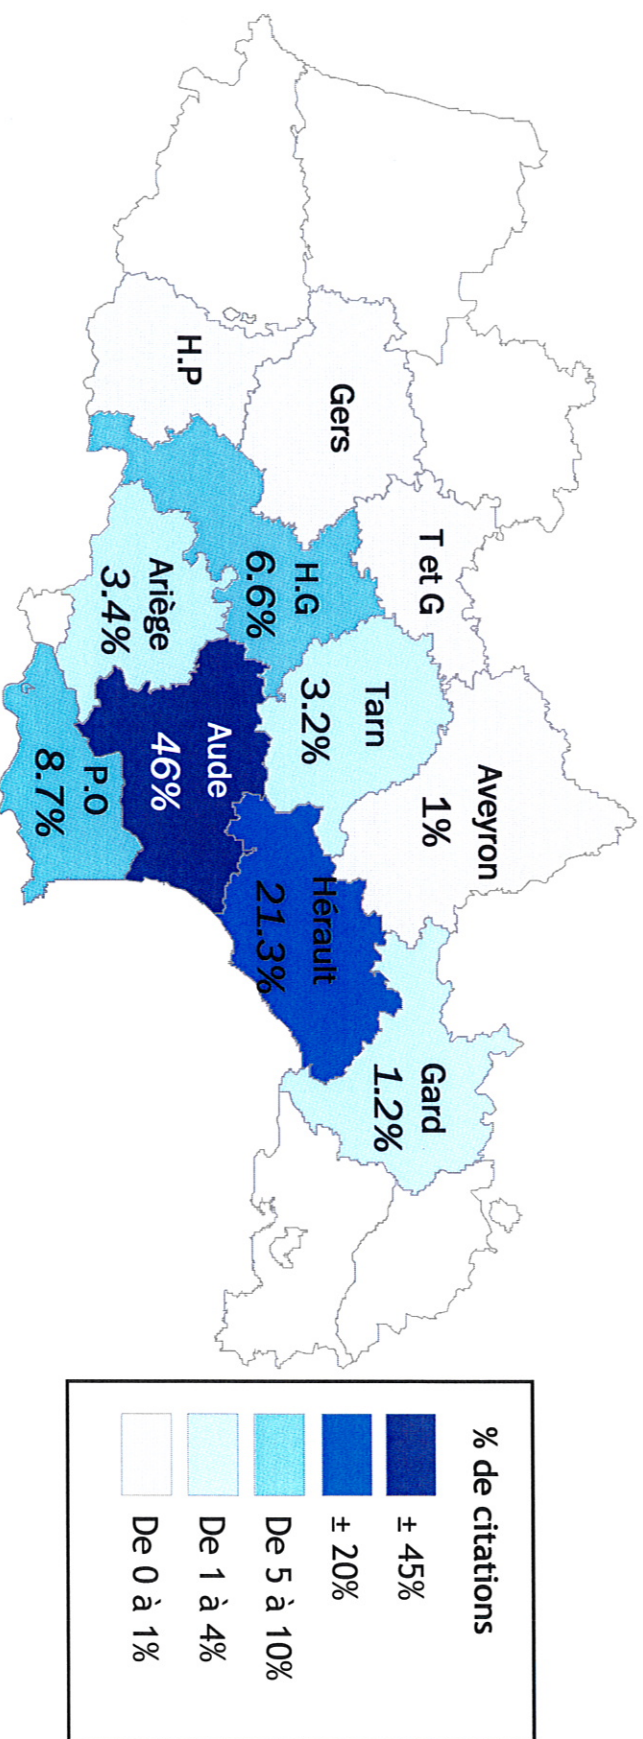 Aveyron
1%
Gard
1.2%
T et G
Tarn
3.2%
Hérault
21.3%
Gers
H.G
6.6%
Aude
46%
H.P
Ariège
3.4%
P.O
8.7%
% de citations
± 45%
± 20%
De 5 à 10%
De 1 à 4%
De 0 à 1%